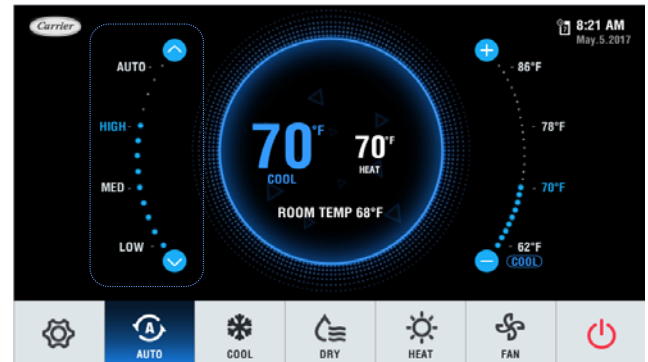 Carrier
8:21 AM
May.5.2017
AUTO
HIGH
MED
LOW
70°F
COOL
70°F
HEAT
ROOM TEMP 68°F
86°F
78°F
70°F
62°F
COOL
A
AUTO
COOL
DRY
HEAT
FAN